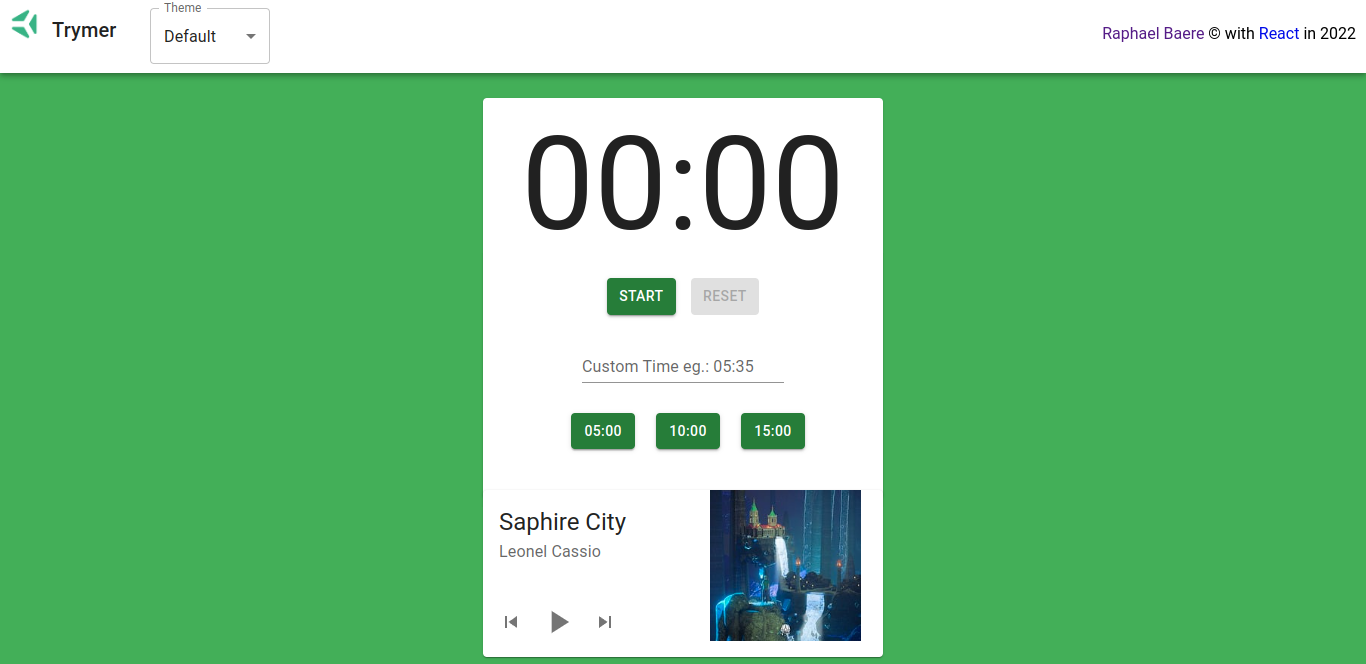 Theme
Trymer
Default
Raphael Baere © with React in 2022
00:00
START
RESET
Custom Time eg.: 05:35
05:00
10:00
15:00
Saphire City
Leonel Cassio